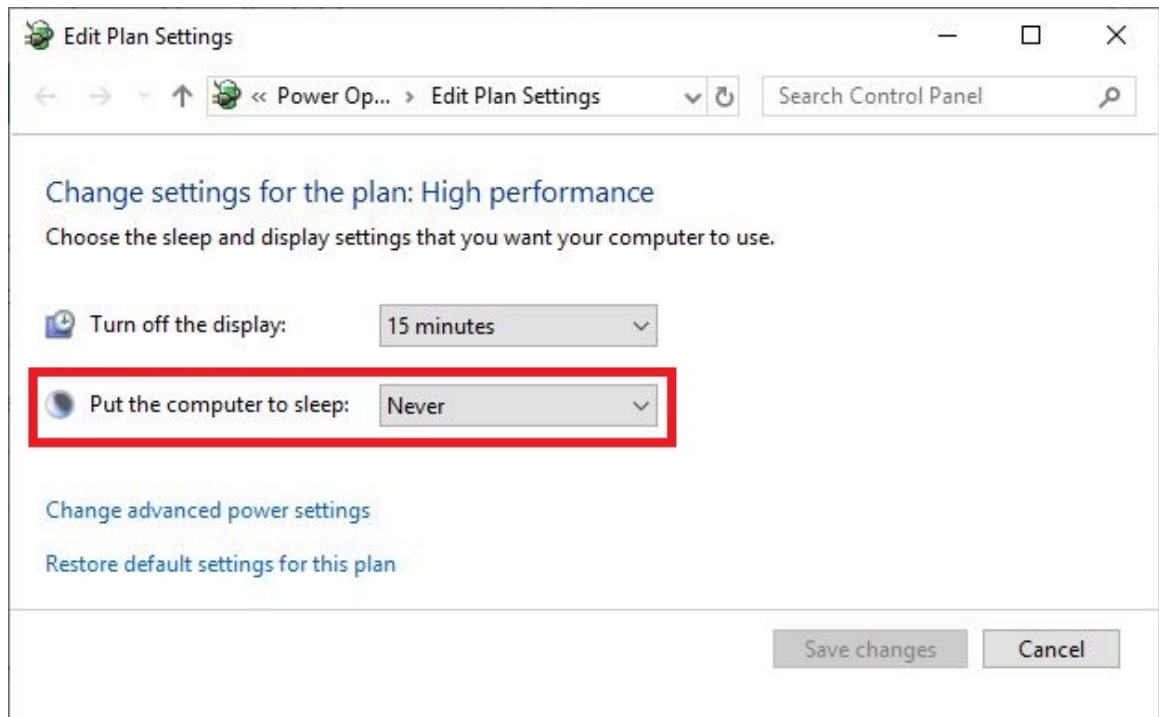 Edit Plan Settings
« Power Op... › Edit Plan Settings
Search Control Panel
Change settings for the plan: High performance
Choose the sleep and display settings that you want your computer to use.
Turn off the display: 15 minutes
Put the computer to sleep: Never
Change advanced power settings
Restore default settings for this plan
Save changes Cancel